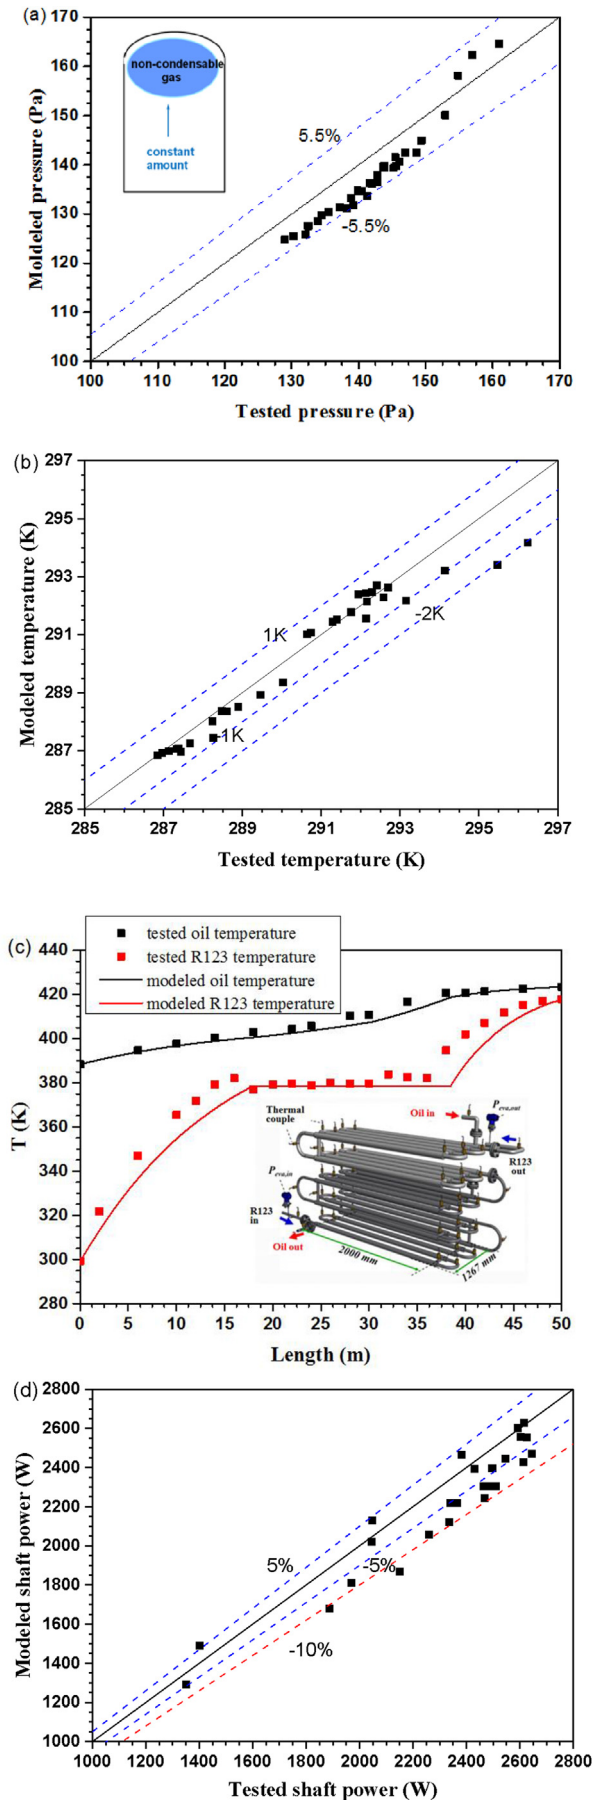 (a)
170
160
150
140
130
120
110
100
Moldeled pressure (Pa)
non-condensable
gas
constant
amount
5.5%
-5.5%
100 110 120 130 140 150 160 170
Tested pressure (Pa)
(b)
297
295
293
291
289
287
285
Modeled temperature (K)
1K
-2K
-1K
285 287 289 291 293 295 297
Tested temperature (K)
(c)
tested oil temperature
tested R123 temperature
modeled oil temperature
modeled R123 temperature
440
420
400
380
360
340
320
300
280
T (K)
Thermal
couple
Oil in
Peva,out
R123
out
Peva,in
R123
in
Oil out
2000 mm
1267 mm
0 5 10 15 20 25 30 35 40 45 50
Length (m)
(d)
2800
2600
2400
2200
2000
1800
1600
1400
1200
1000
Modeled shaft power (W)
5%
-5%
-10%
1000 1200 1400 1600 1800 2000 2200 2400 2600 2800
Tested shaft power (W)